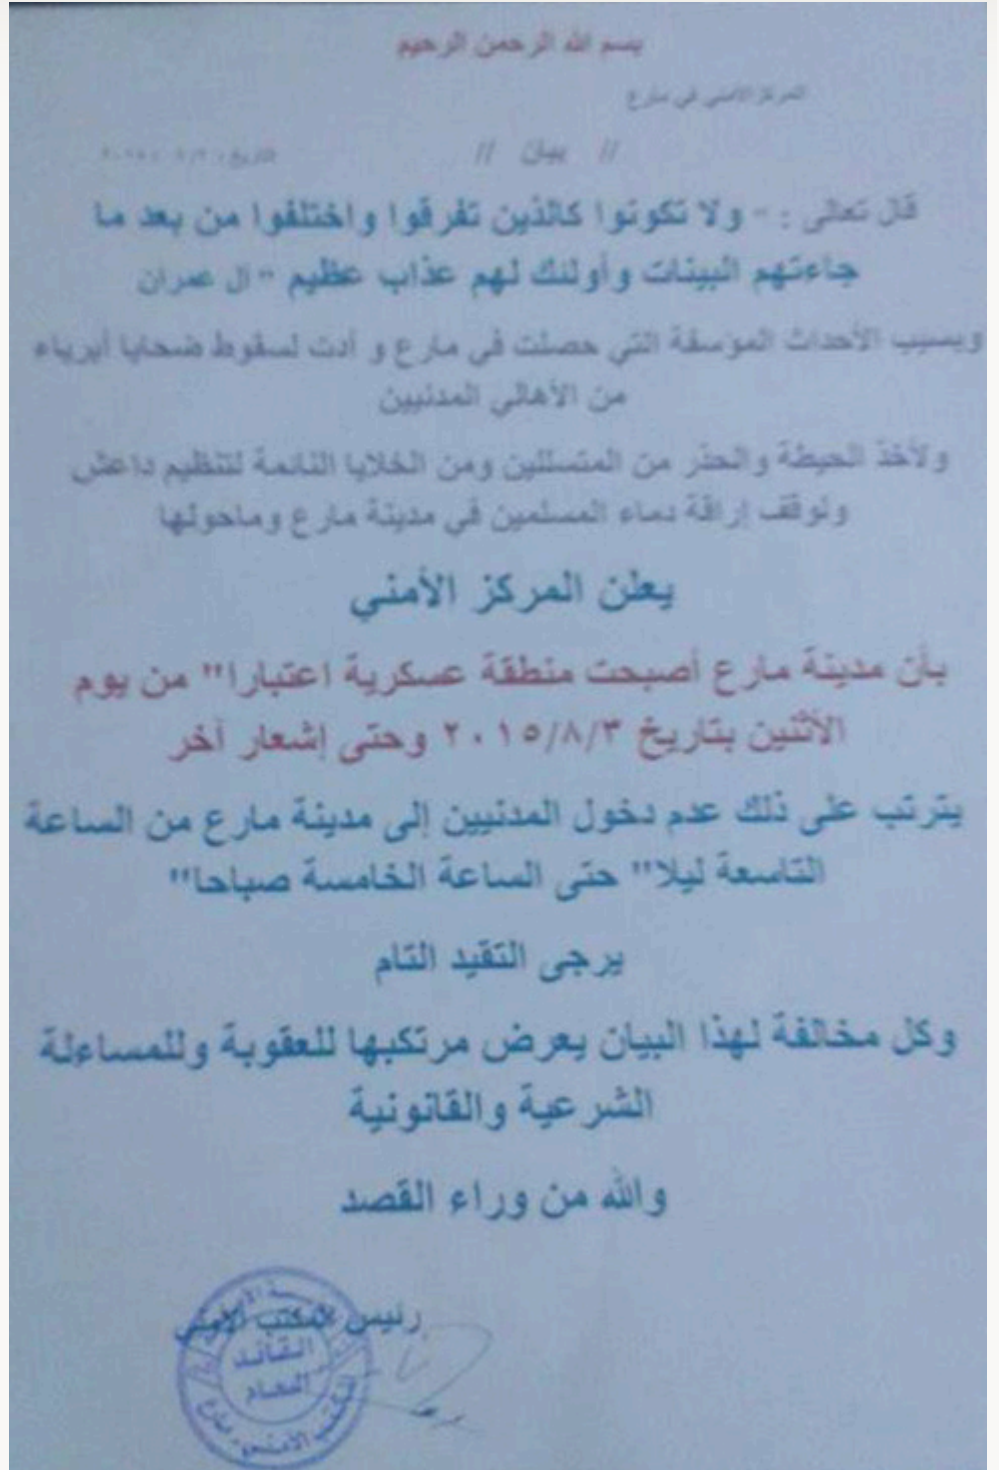 بسم الله الرحمن الرحيم
المركز الامني في مارع
// بيان //
قال تعالى : " ولا تكونوا كالذين تفرقوا واختلفوا من بعد ما
جاءتهم البينات وأولئك لهم عذاب عظيم " آل عمران
وبسبب الأحداث المؤسفة التي حصلت في مارع و أدت لسقوط ضحايا أبرياء
من الأهالي المدنيين
ولأخذ الحيطة والحذر من المتسللين ومن الخلايا النائمة لتنظيم داعش
ولوقف إراقة دماء المسلمين في مدينة مارع وماحولها
يعلن المركز الأمني
بأن مدينة مارع أصبحت منطقة عسكرية اعتبارا" من يوم
الأثنين بتاريخ ٢٠١٥/٨/٣ وحتى إشعار آخر
يترتب على ذلك عدم دخول المدنيين إلى مدينة مارع من الساعة
التاسعة ليلا" حتى الساعة الخامسة صباحا"
يرجى التقيد التام
وكل مخالفة لهذا البيان يعرض مرتكبها للعقوبة وللمساءلة
الشرعية والقانونية
والله من وراء القصد
رئيس المكتب الأمني
القائد
العام